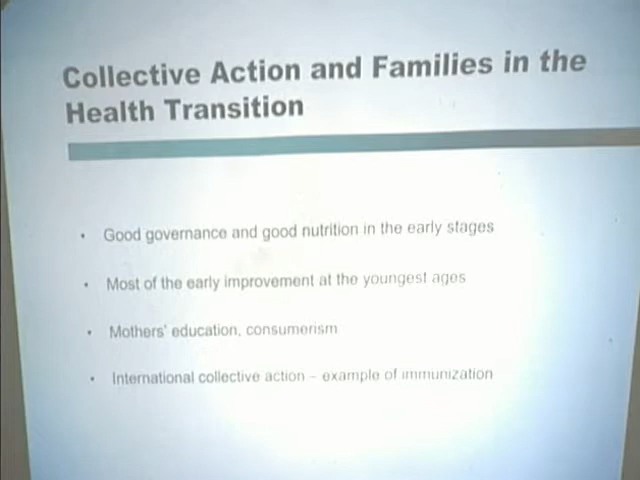 Collective Action and Families in the
Health Transition
• Good governance and good nutrition in the early stages
• Most of the early improvement at the youngest ages
• Mothers' education, consumerism
• International collective action – example of immunization